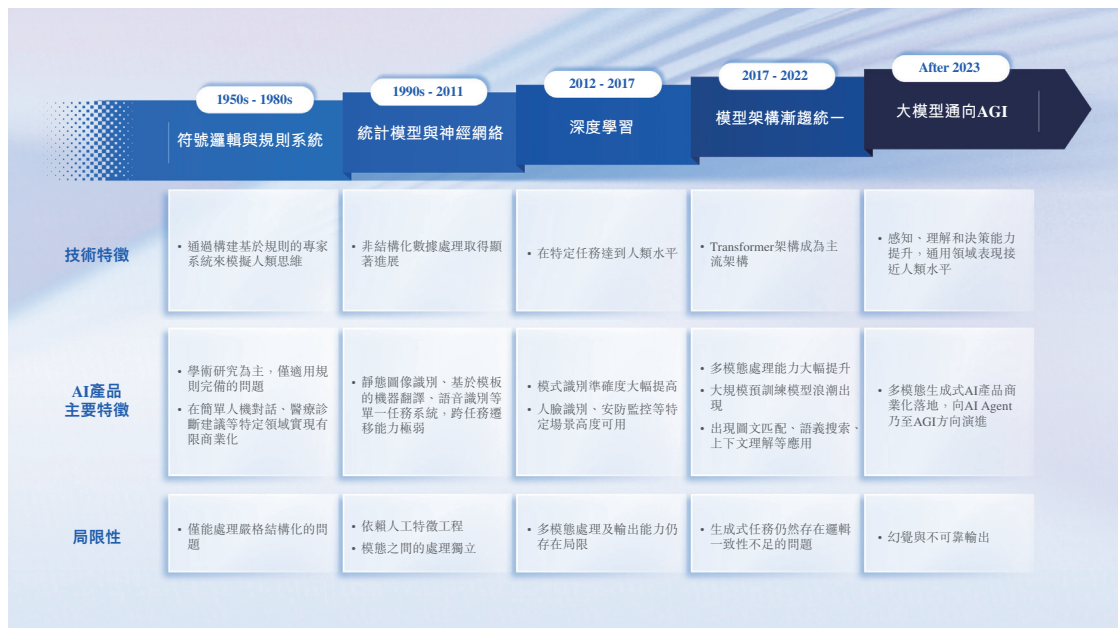 1950s - 1980s
符號邏輯與規則系統
1990s - 2011
統計模型與神經網絡
2012 - 2017
深度學習
2017 - 2022
模型架構漸趨統一
After 2023
大模型通向AGI
技術特徵
• 通過構建基於規則的專家
系統來模擬人類思維
• 非結構化數據處理取得顯
著進展
• 在特定任務達到人類水平
• Transformer架構成為主
流架構
• 感知、理解和決策能力
提升，通用領域表現接
近人類水平
AI產品
主要特徵
• 學術研究為主，僅適用規
則完備的問題
• 在簡單人機對話、醫療診
斷建議等特定領域實現有
限商業化
• 靜態圖像識別、基於模板
的機器翻譯、語音識別等
單一任務系統，跨任務遷
移能力極弱
• 模式識別準確度大幅提高
• 人臉識別、安防監控等特
定場景高度可用
• 多模態處理能力大幅提升
• 大規模預訓練模型浪潮出
現
• 出現圖文匹配、語義搜索、
上下文理解等應用
• 多模態生成式AI產品商
業化落地，向AI Agent
乃至AGI方向演進
局限性
• 僅能處理嚴格結構化的問
題
• 依賴人工特徵工程
• 模態之間的處理獨立
• 多模態處理及輸出能力仍
存在局限
• 生成式任務仍然存在邏輯
一致性不足的問題
• 幻覺與不可靠輸出